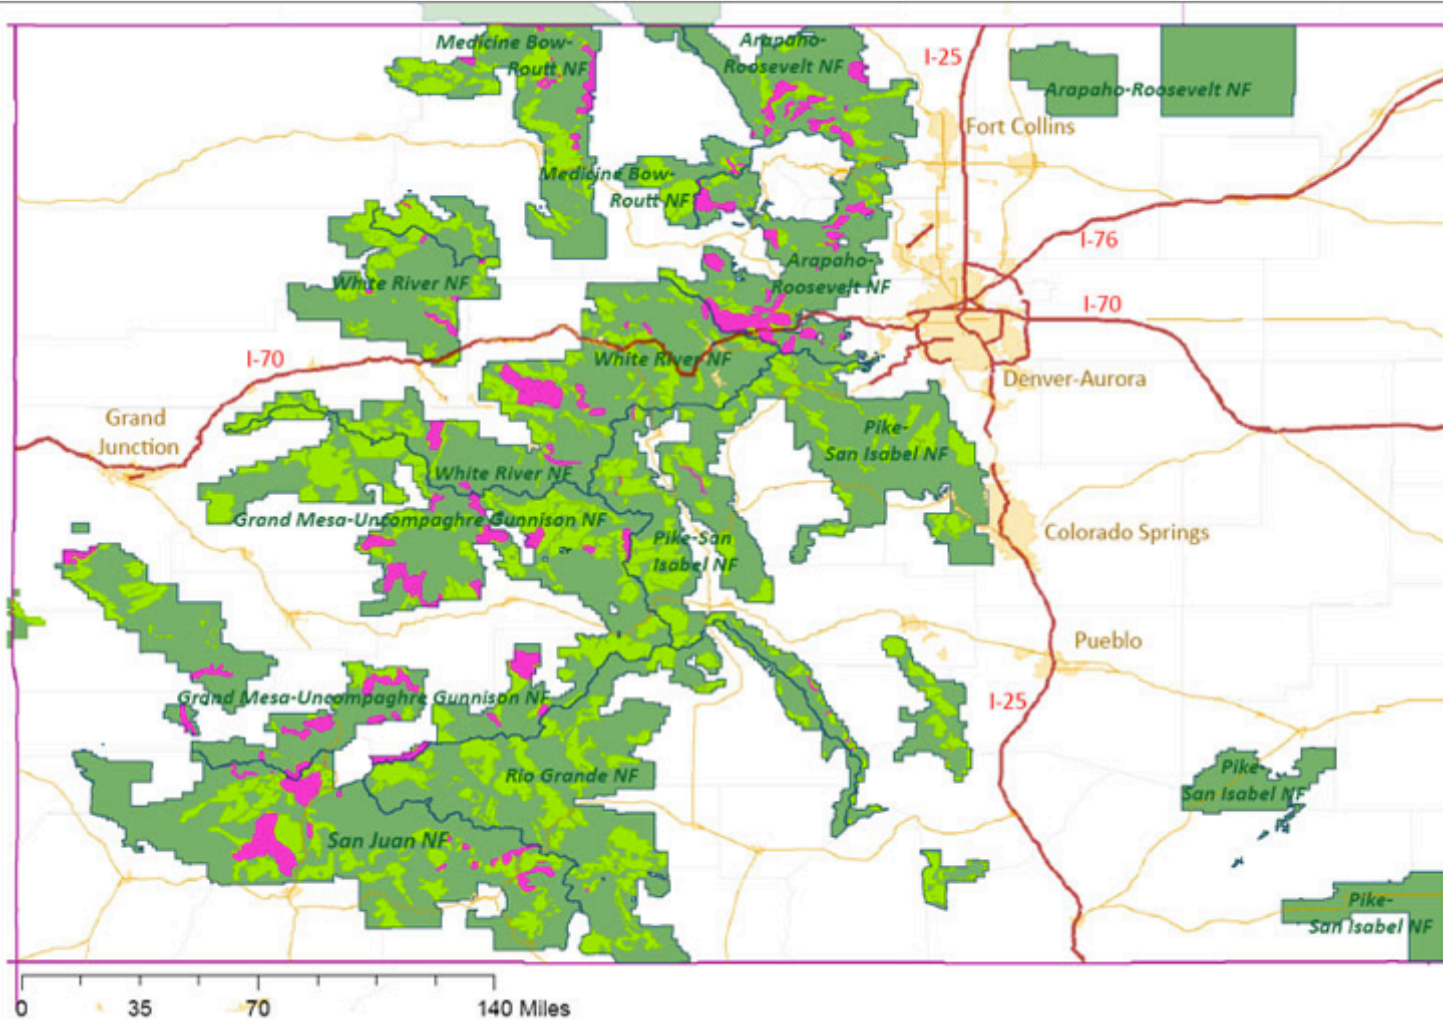 Medicine Bow-
Routt NF
Arapaho-
Roosevelt NF
I-25
Arapaho-Roosevelt NF
Fort Collins
Medicine Bow-
Routt NF
I-76
White River NF
Arapaho-
Roosevelt NF
I-70
I-70
White River NF
Denver-Aurora
Grand
Junction
Pike-
San Isabel NF
White River NF
Grand Mesa-Uncompaghre Gunnison NF
Pike-San
Isabel NF
Colorado Springs
Pueblo
Grand Mesa-Uncompaghre Gunnison NF
I-25
Rio Grande NF
Pike-
San Isabel NF
San Juan NF
Pike-
San Isabel NF
0 35 70 140 Miles